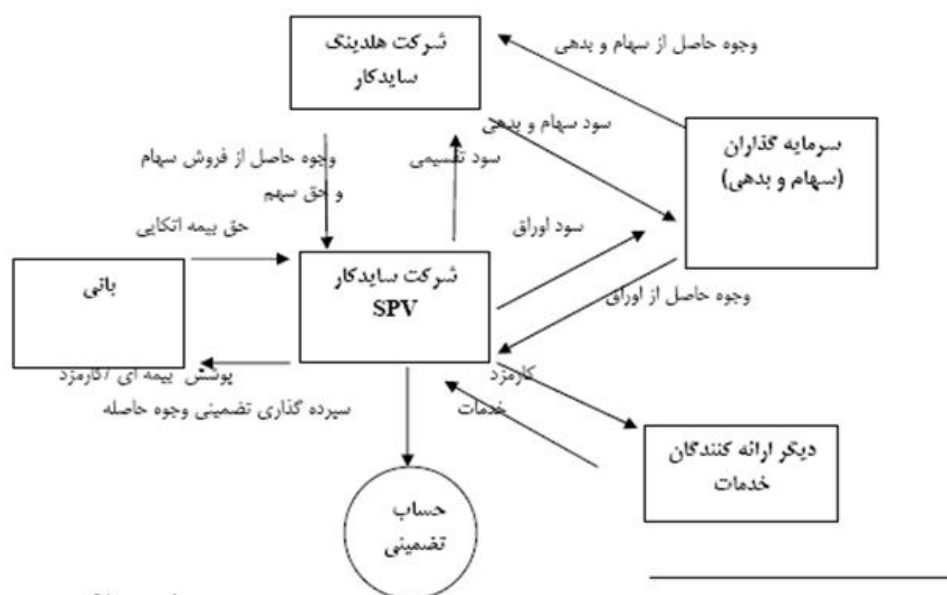 شرکت هلدینگ
سایدکار
وجوه حاصل از سهام و بدهی
سود سهام و بدهی
سرمایه گذاران
(سهام و بدهی)
وجوه حاصل از فروش سهام
و حق سهم
سود تقسیمی
حق بیمه اتکایی
سود اوراق
بانی
شرکت سایدکار
SPV
وجوه حاصل از اوراق
پوشش بیمه ای /کارمزد
کارمزد
سپرده گذاری تضمینی وجوه حاصله
خدمات
دیگر ارائه کنندگان
خدمات
حساب
تضمینی